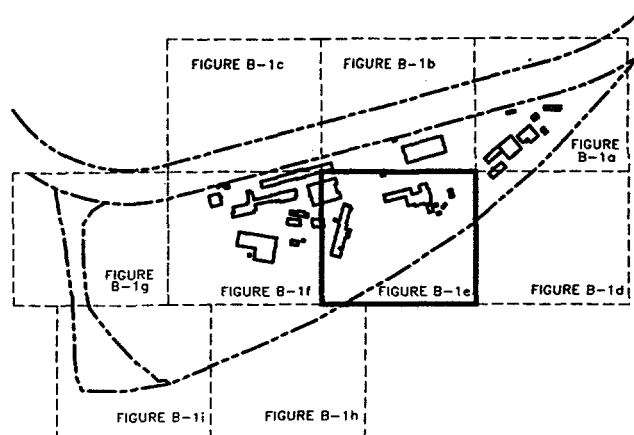 FIGURE B-1c
FIGURE B-1b
FIGURE
B-1a
FIGURE
B-1g
FIGURE B-1f
FIGURE B-1e
FIGURE B-1d
FIGURE B-1i
FIGURE B-1h